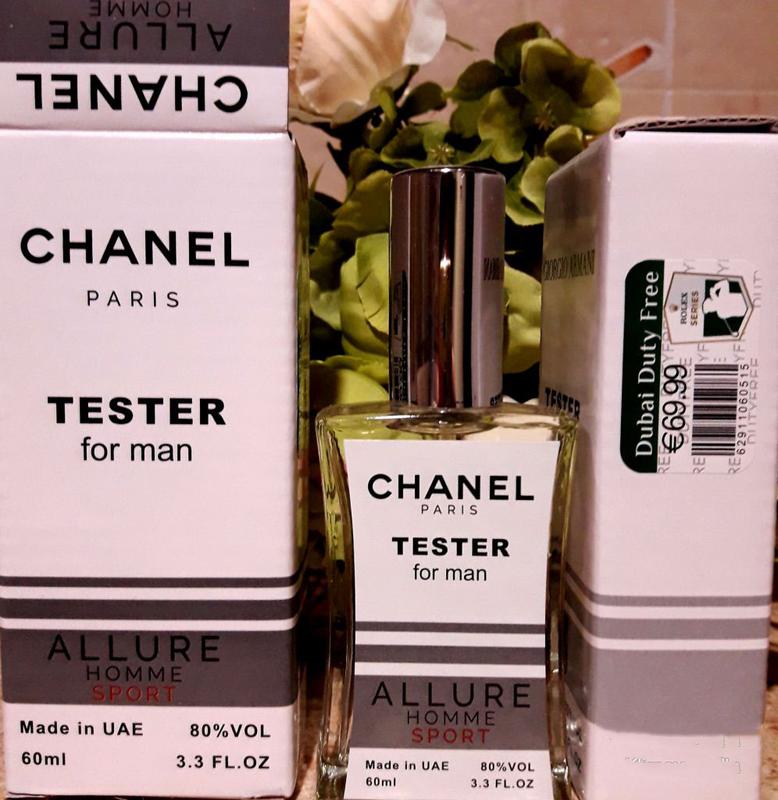 ALLURE
HOMME
CHANEL
CHANEL
PARIS
TESTER
for man
ALLURE
HOMME
SPORT
Made in UAE 80%VOL
60ml 3.3 FL.OZ
CHANEL
PARIS
TESTER
for man
ALLURE
HOMME
SPORT
Made in UAE 80%VOL
60ml 3.3 FL.OZ
GIORGIO ARMANI
TESTER
Dubai Duty Free
€69.99
ROLEX
SERIES
62911060515
DUTYFREE